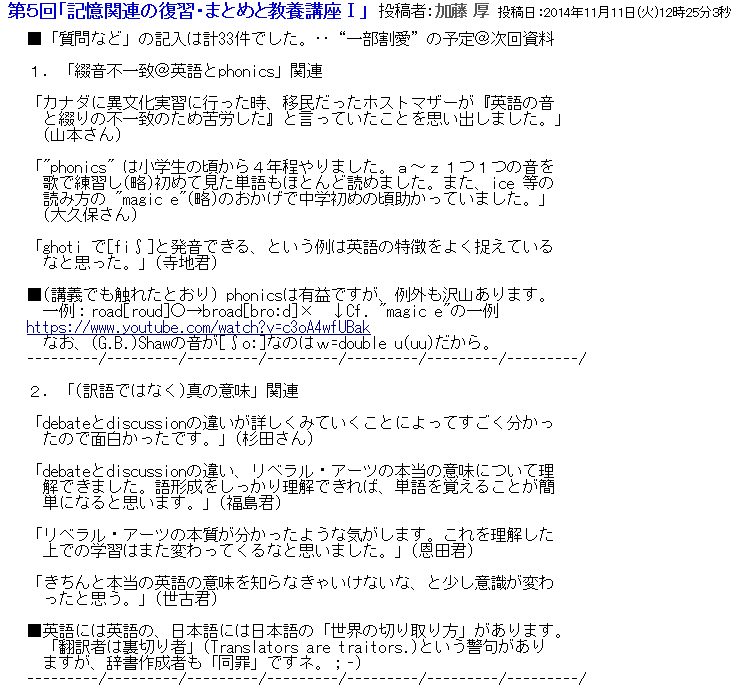 第5回「記憶関連の復習・まとめと教養講座Ⅰ」 投稿者:加藤 厚 投稿日:2014年11月11日(火)12時25分3秒
■「質問など」の記入は計33件でした。‥“一部割愛”の予定@次回資料
１．「綴音不一致@英語とphonics」関連
「カナダに異文化実習に行った時、移民だったホストマザーが『英語の音
と綴りの不一致のため苦労した』と言っていたことを思い出しました。」
(山本さん)
「"phonics" は小学生の頃から４年程やりました。ａ～ｚ１つ１つの音を
歌で練習し(略)初めて見た単語もほとんど読めました。また、ice 等の
読み方の "magic e"(略)のおかげで中学初めの頃助かっていました。」
(大久保さん)
「ghoti で[fi∫]と発音できる、という例は英語の特徴をよく捉えている
なと思った。」(寺地君)
■(講義でも触れたとおり) phonicsは有益ですが、例外も沢山あります。
一例：road[roud]○→broad[bro:d]×　↓Cf. "magic e"の一例
https://www.youtube.com/watch?v=c3oA4wfUBak
なお、(G.B.)Shawの音が[∫o:]なのはｗ=double u(uu)だから。
---------/---------/---------/---------/---------/---------/---------/
２．「(訳語ではなく)真の意味」関連
「debateとdiscussionの違いが詳しくみていくことによってすごく分かっ
たので面白かったです。」(杉田さん)
「debateとdiscussionの違い、リベラル・アーツの本当の意味について理
解できました。語形成をしっかり理解できれば、単語を覚えることが簡
単になると思います。」(福島君)
「リベラル・アーツの本質が分かったような気がします。これを理解した
上での学習はまた変わってくるなと思いました。」(恩田君)
「きちんと本当の英語の意味を知らなきゃいけないな、と少し意識が変わ
ったと思う。」(世古君)
■英語には英語の、日本語には日本語の「世界の切り取り方」があります。
「翻訳者は裏切り者」(Translators are traitors.)という警句があり
ますが、辞書作成者も「同罪」ですネ。;-)
---------/---------/---------/---------/---------/---------/---------/